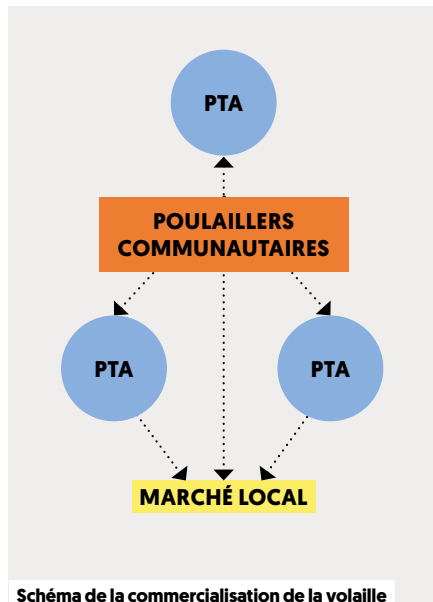 PTA
POULAILLERS
COMMUNAUTAIRES
PTA
PTA
MARCHÉ LOCAL
Schéma de la commercialisation de la volaille